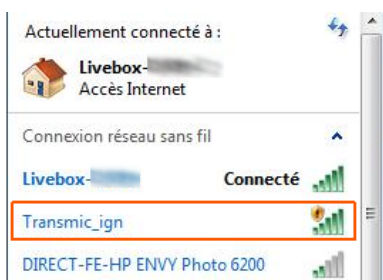 Actuellement connecté à :
Livebox-
Accès Internet
Connexion réseau sans fil
Livebox- Connecté
Transmic_ign
DIRECT-FE-HP ENVY Photo 6200